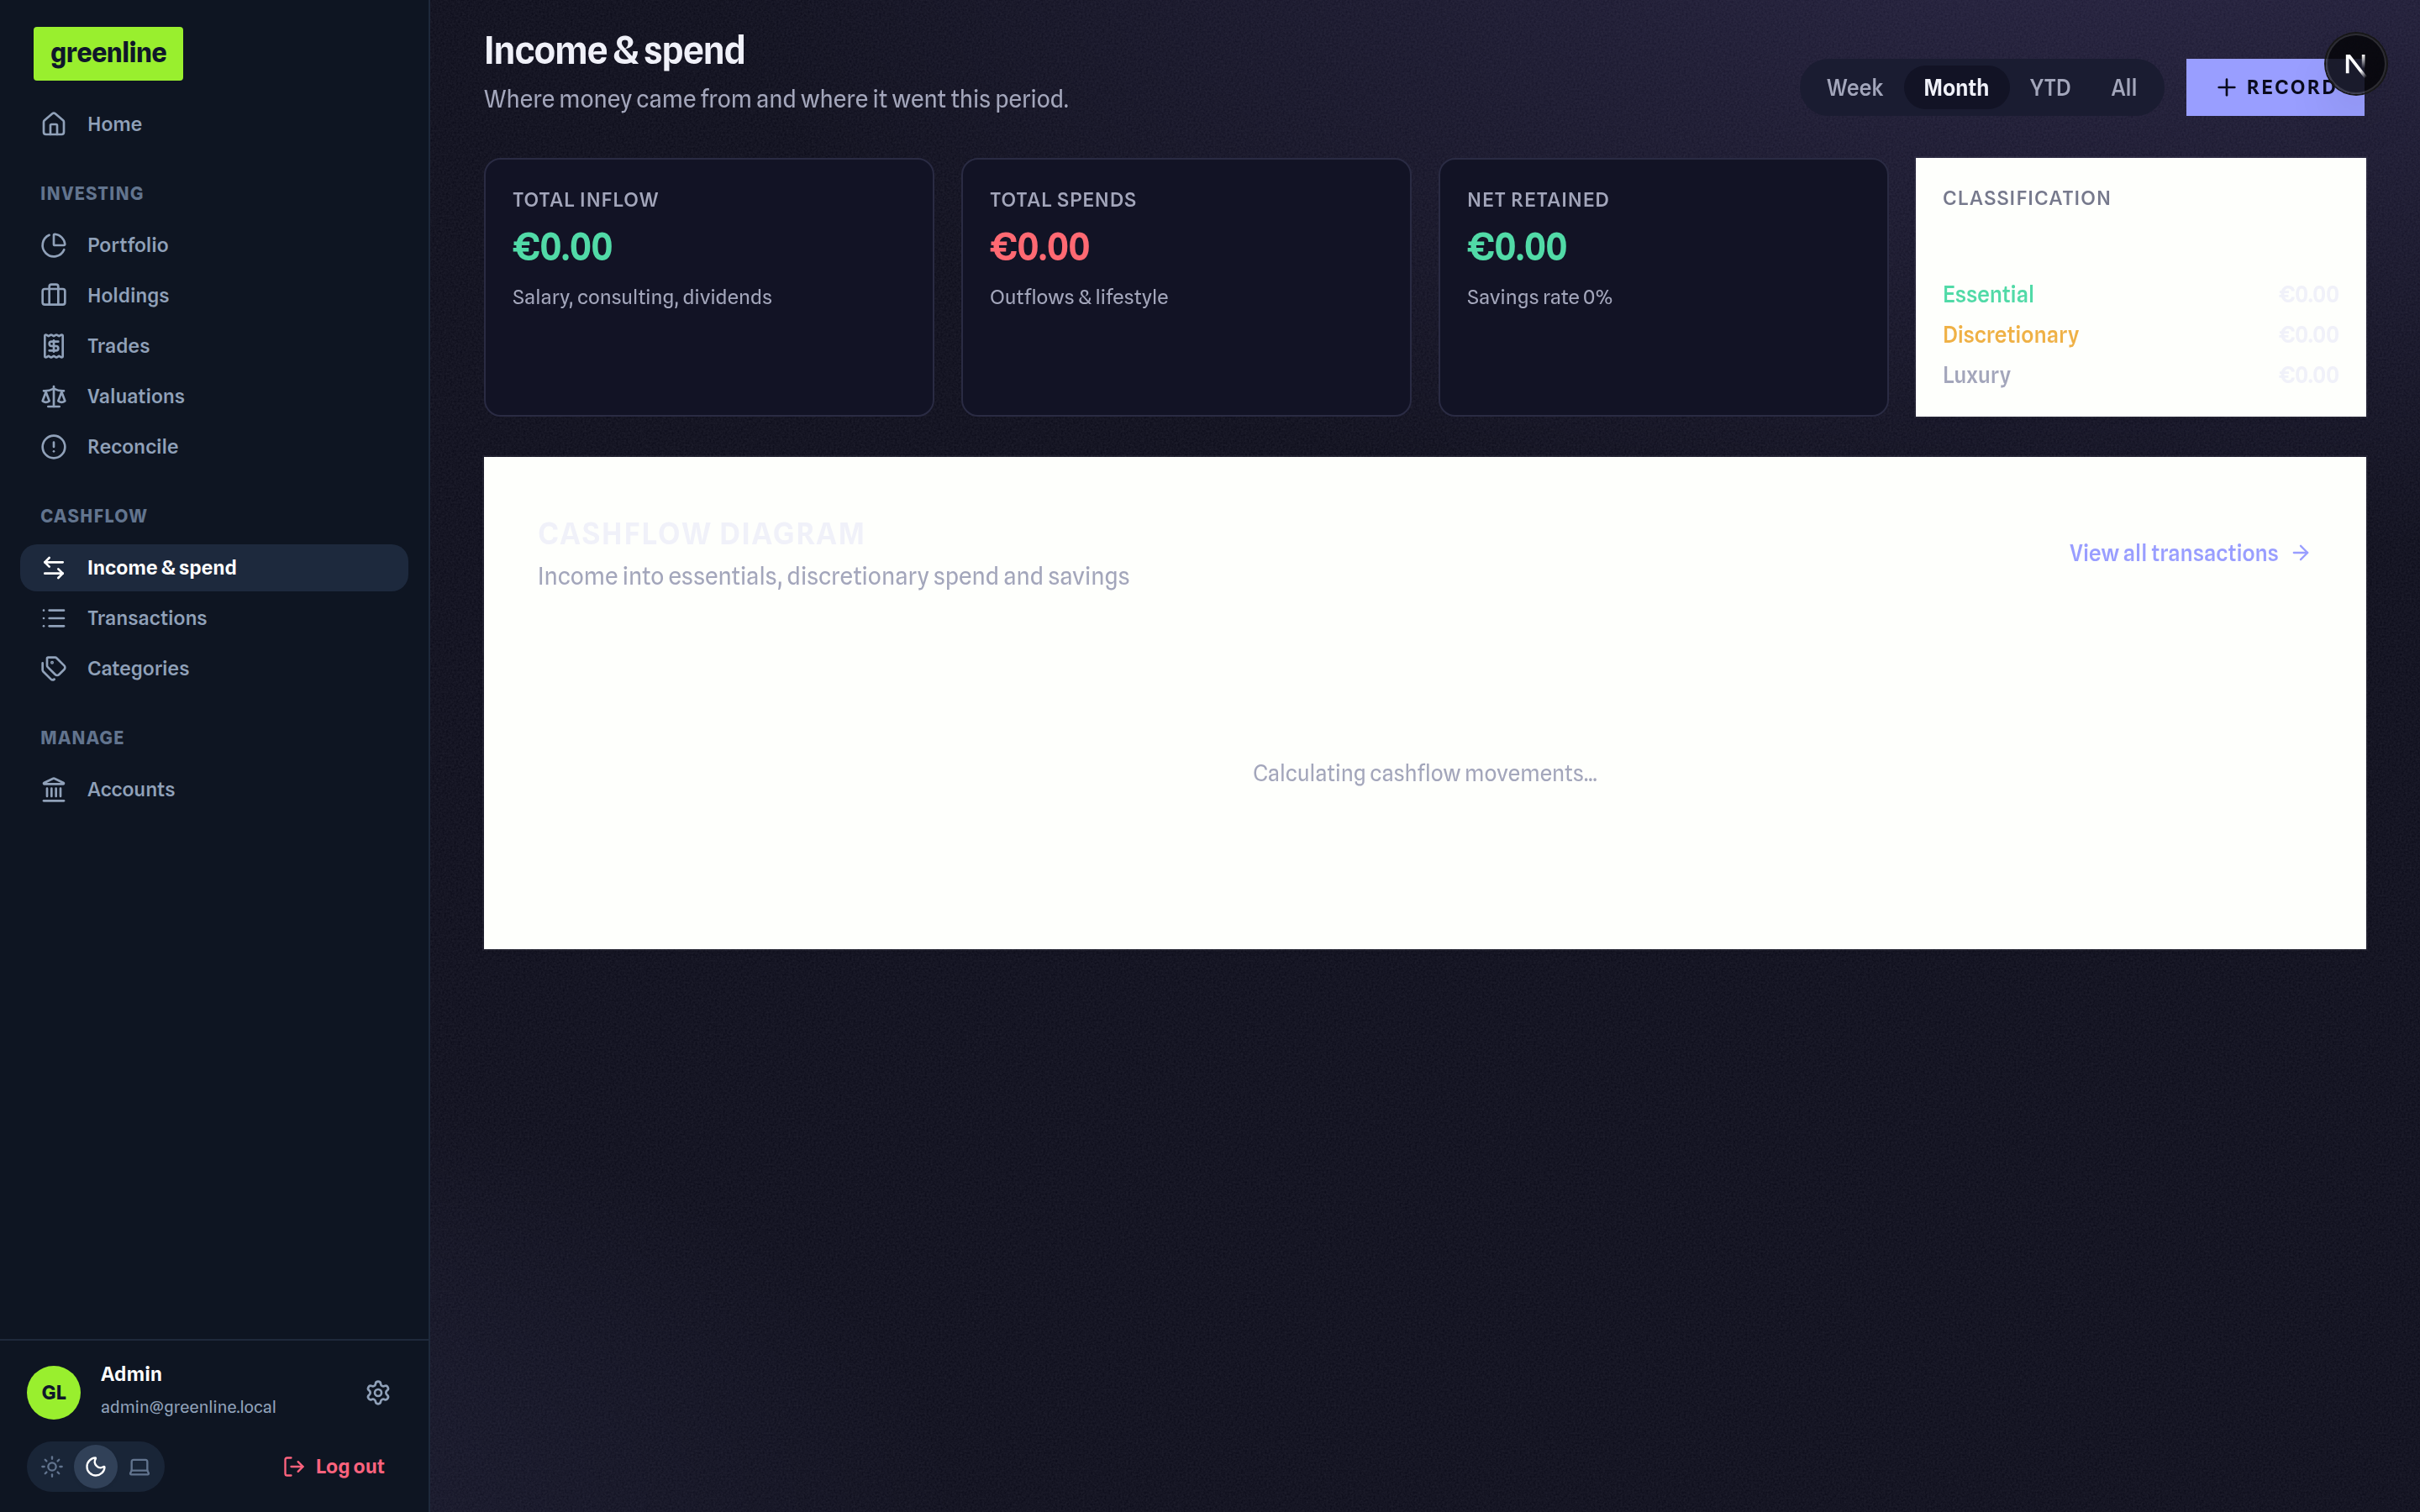 greenline
Home
INVESTING
Portfolio
Holdings
Trades
Valuations
Reconcile
CASHFLOW
Income & spend
Transactions
Categories
MANAGE
Accounts
GL
Admin
admin@greenline.local
Log out
Income & spend
Where money came from and where it went this period.
Week Month YTD All
+ RECORD
N
TOTAL INFLOW
€0.00
Salary, consulting, dividends
TOTAL SPENDS
€0.00
Outflows & lifestyle
NET RETAINED
€0.00
Savings rate 0%
CLASSIFICATION
Essential €0.00
Discretionary €0.00
Luxury €0.00
CASHFLOW DIAGRAM
Income into essentials, discretionary spend and savings
View all transactions →
Calculating cashflow movements...